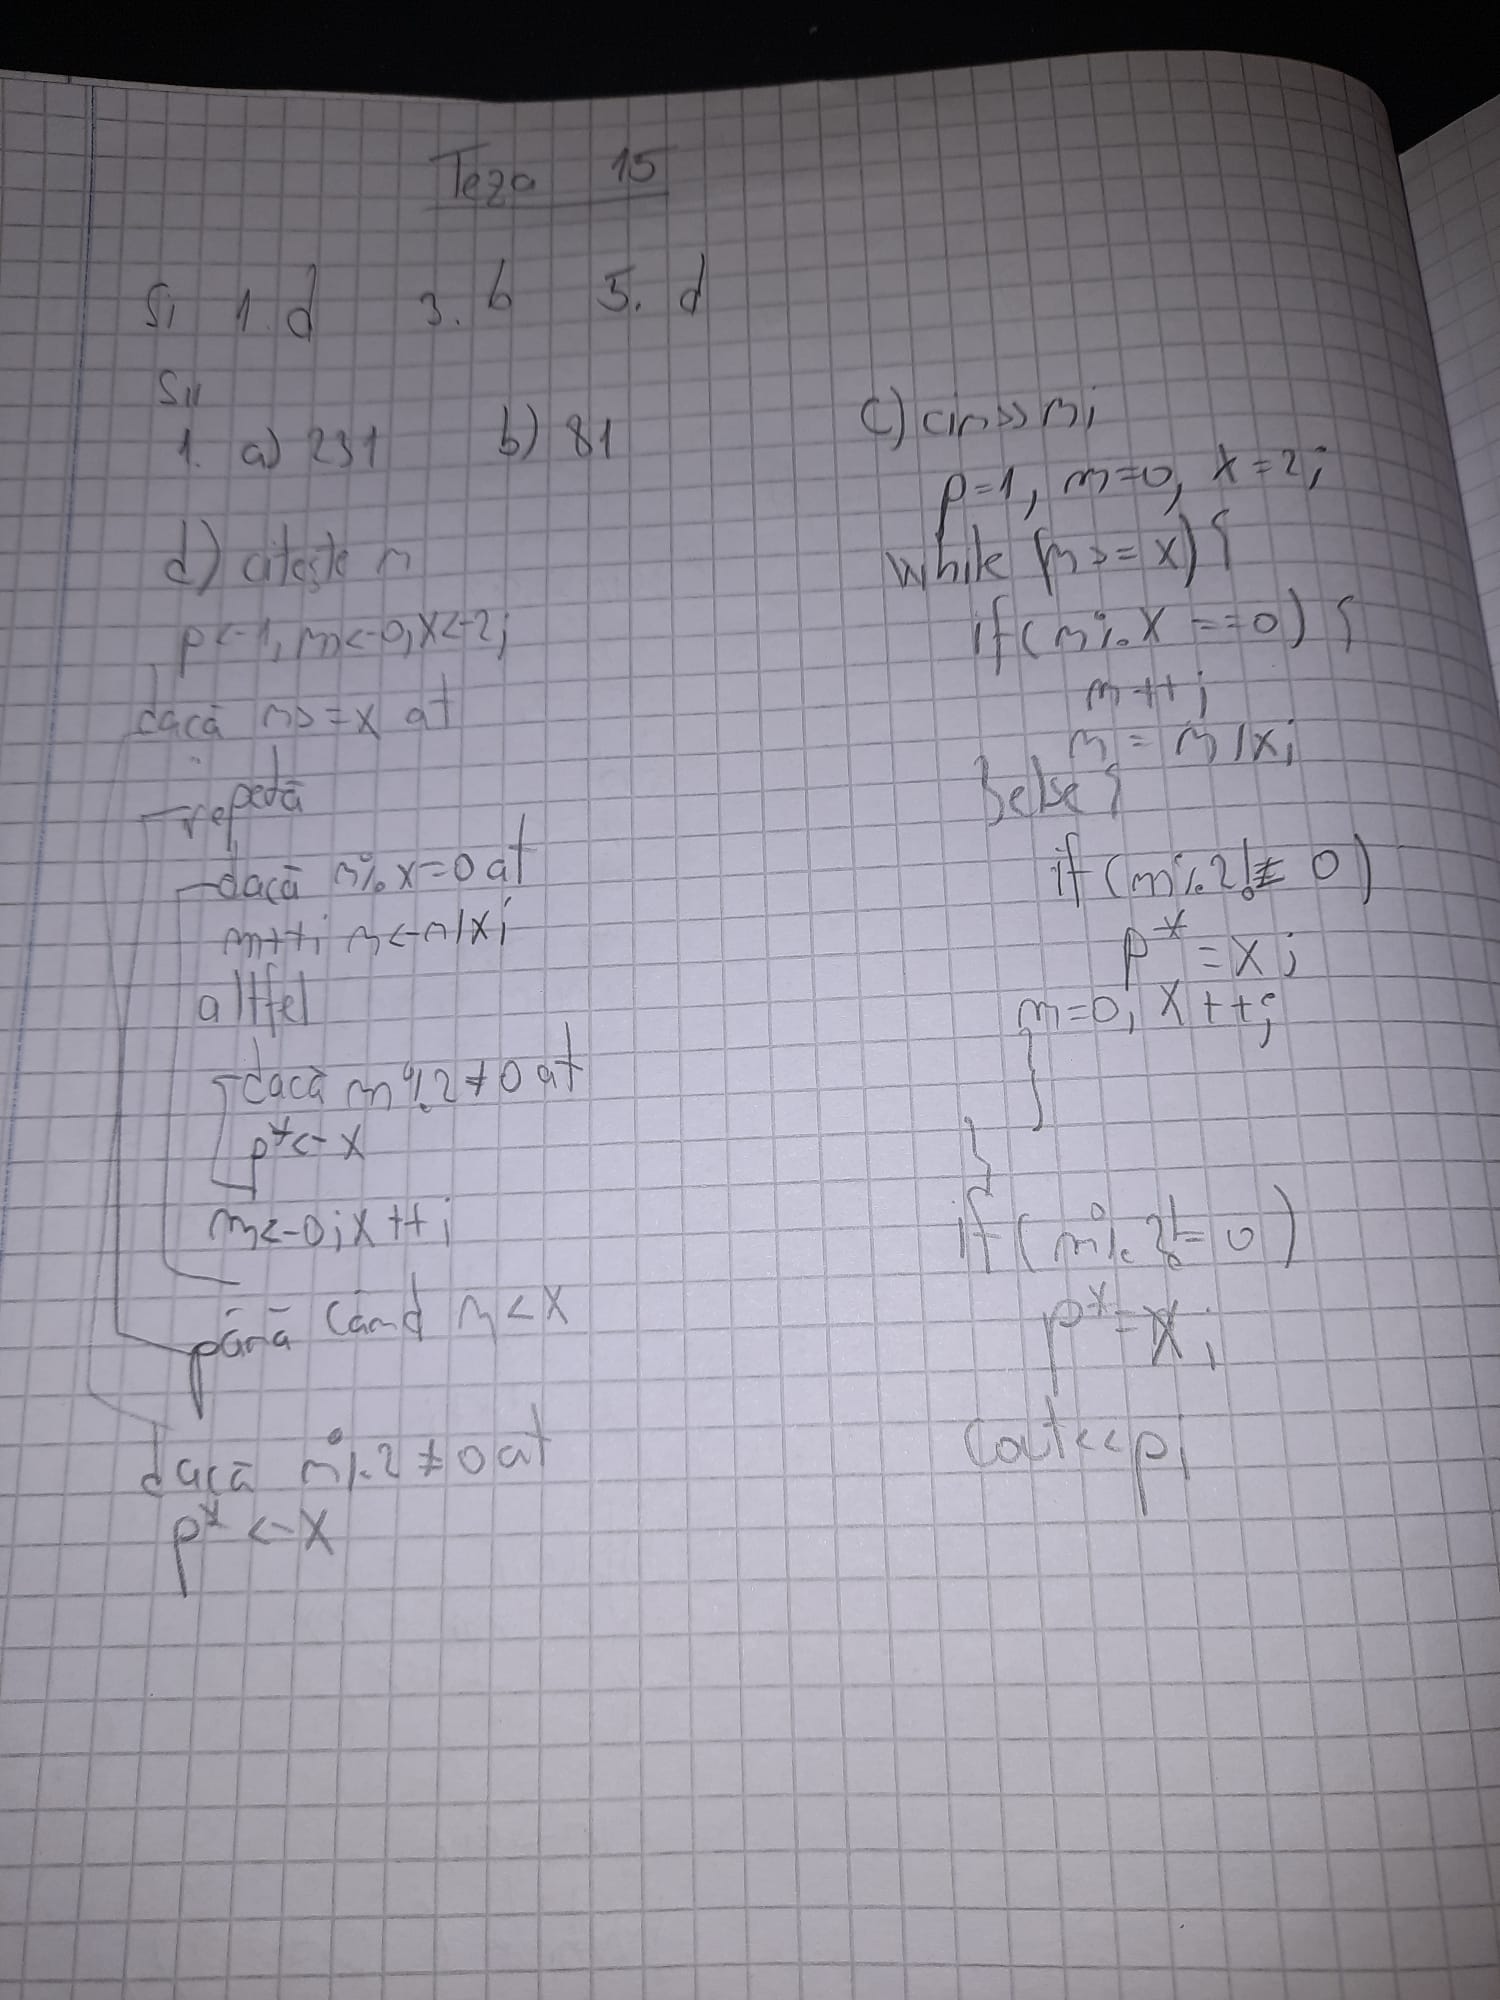 Teza 15
SI 1. d 3. b 5. d
SII
1. a) 231 b) 81
d) citește n
p<-1, m<-0, x<-2;
dacă n>=x at
repetă
dacă n%x=0 at
m++; n<-n/x;
altfel
dacă m%2≠0 at
p*<-x
m<-0; x++;
până când n<x
dacă m%2≠0 at
p*<-x
c) cin>>n;
p=1, m=0, x=2;
while (n>=x) {
if (n%x==0) {
m++;
n=n/x;
}else{
if (m%2!=0)
p*=x;
m=0, x++;
}
}
if (m%2!=0)
p*=x;
cout<<p;